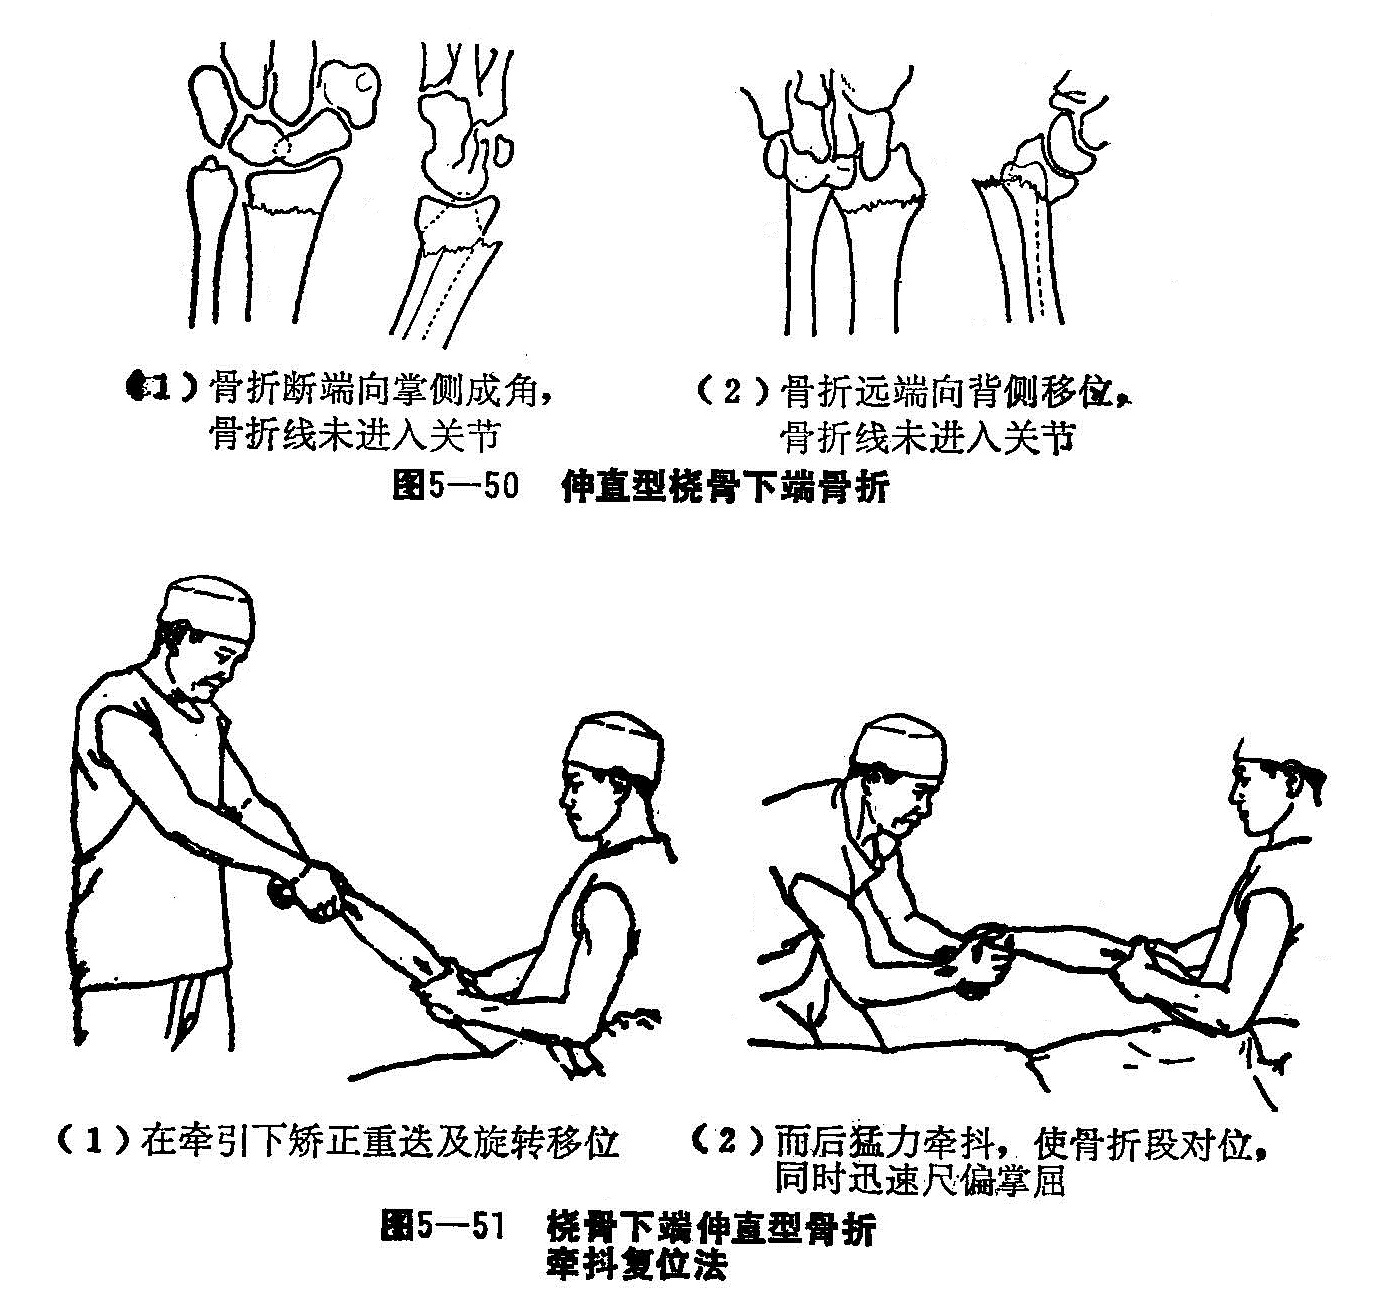 (1)骨折断端向掌侧成角，
骨折线未进入关节
(2)骨折远端向背侧移位，
骨折线未进入关节
图5—50 伸直型桡骨下端骨折
(1)在牵引下矫正重迭及旋转移位
(2)而后猛力牵抖，使骨折段对位，
同时迅速尺偏掌屈
图5—51 桡骨下端伸直型骨折
牵抖复位法